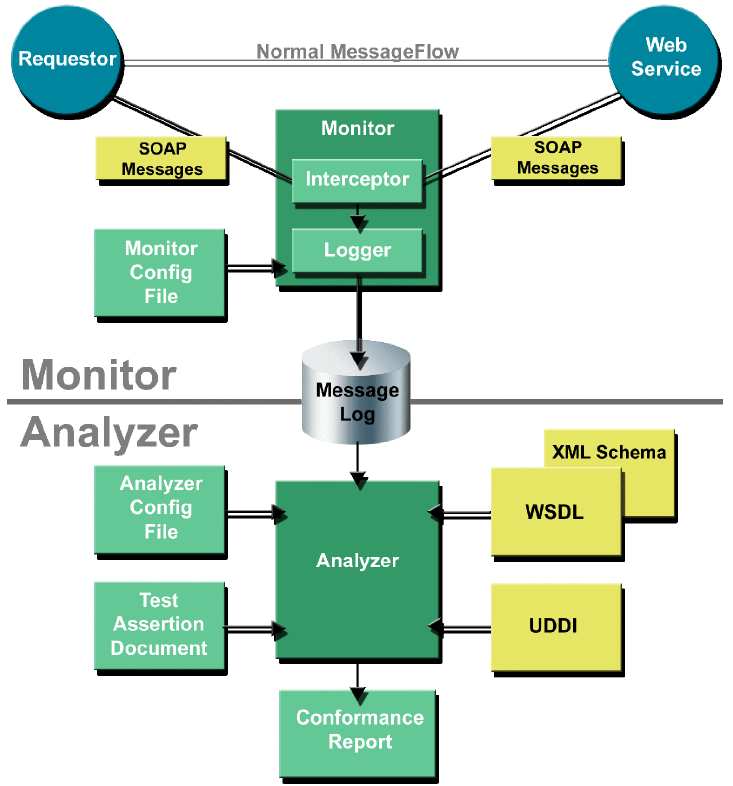 Requestor
Normal MessageFlow
Web
Service
Monitor
SOAP
Messages
Interceptor
SOAP
Messages
Monitor
Config
File
Logger
Message
Log
Monitor
Analyzer
Analyzer
Config
File
Analyzer
XML Schema
WSDL
Test
Assertion
Document
UDDI
Conformance
Report